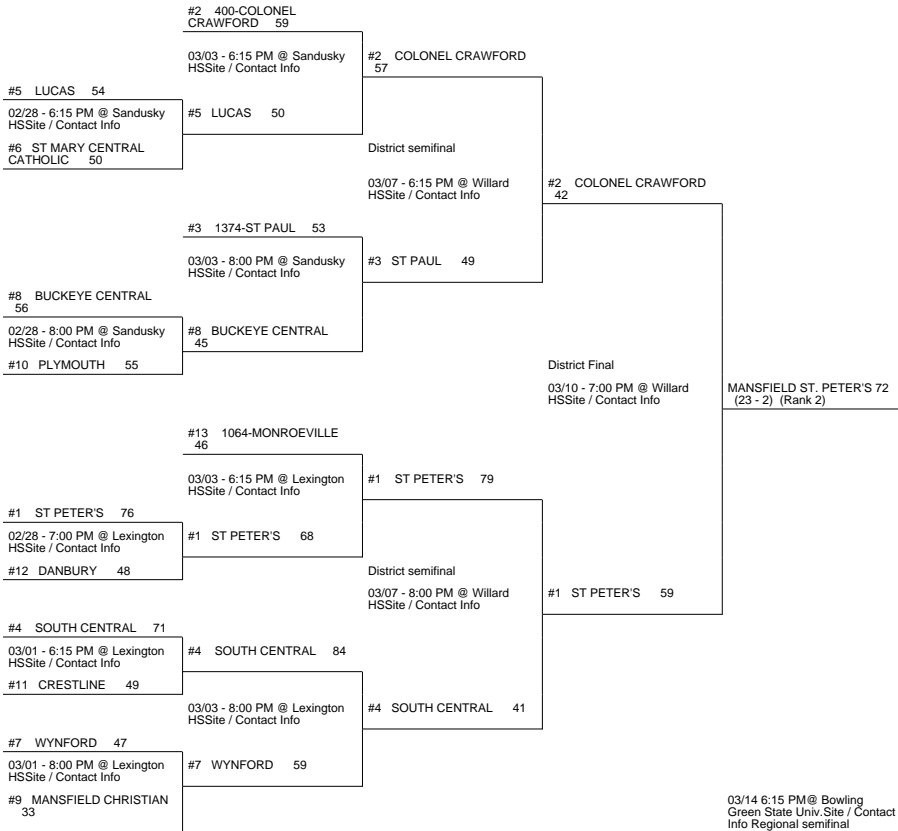 #2 400-COLONEL
CRAWFORD 59
03/03 - 6:15 PM @ Sandusky
HSSite / Contact Info
#2 COLONEL CRAWFORD
57
#5 LUCAS 54
02/28 - 6:15 PM @ Sandusky
HSSite / Contact Info
#5 LUCAS 50
#6 ST MARY CENTRAL
CATHOLIC 50
District semifinal
03/07 - 6:15 PM @ Willard
HSSite / Contact Info
#2 COLONEL CRAWFORD
42
#3 1374-ST PAUL 53
03/03 - 8:00 PM @ Sandusky
HSSite / Contact Info
#3 ST PAUL 49
#8 BUCKEYE CENTRAL
56
02/28 - 8:00 PM @ Sandusky
HSSite / Contact Info
#8 BUCKEYE CENTRAL
45
#10 PLYMOUTH 55
District Final
03/10 - 7:00 PM @ Willard
HSSite / Contact Info
MANSFIELD ST. PETER'S 72
(23 - 2) (Rank 2)
#13 1064-MONROEVILLE
46
03/03 - 6:15 PM @ Lexington
HSSite / Contact Info
#1 ST PETER'S 79
#1 ST PETER'S 76
02/28 - 7:00 PM @ Lexington
HSSite / Contact Info
#1 ST PETER'S 68
#12 DANBURY 48
District semifinal
03/07 - 8:00 PM @ Willard
HSSite / Contact Info
#1 ST PETER'S 59
#4 SOUTH CENTRAL 71
03/01 - 6:15 PM @ Lexington
HSSite / Contact Info
#4 SOUTH CENTRAL 84
#11 CRESTLINE 49
03/03 - 8:00 PM @ Lexington
HSSite / Contact Info
#4 SOUTH CENTRAL 41
#7 WYNFORD 47
03/01 - 8:00 PM @ Lexington
HSSite / Contact Info
#7 WYNFORD 59
#9 MANSFIELD CHRISTIAN
33
03/14 6:15 PM@ Bowling
Green State Univ.Site / Contact
Info Regional semifinal